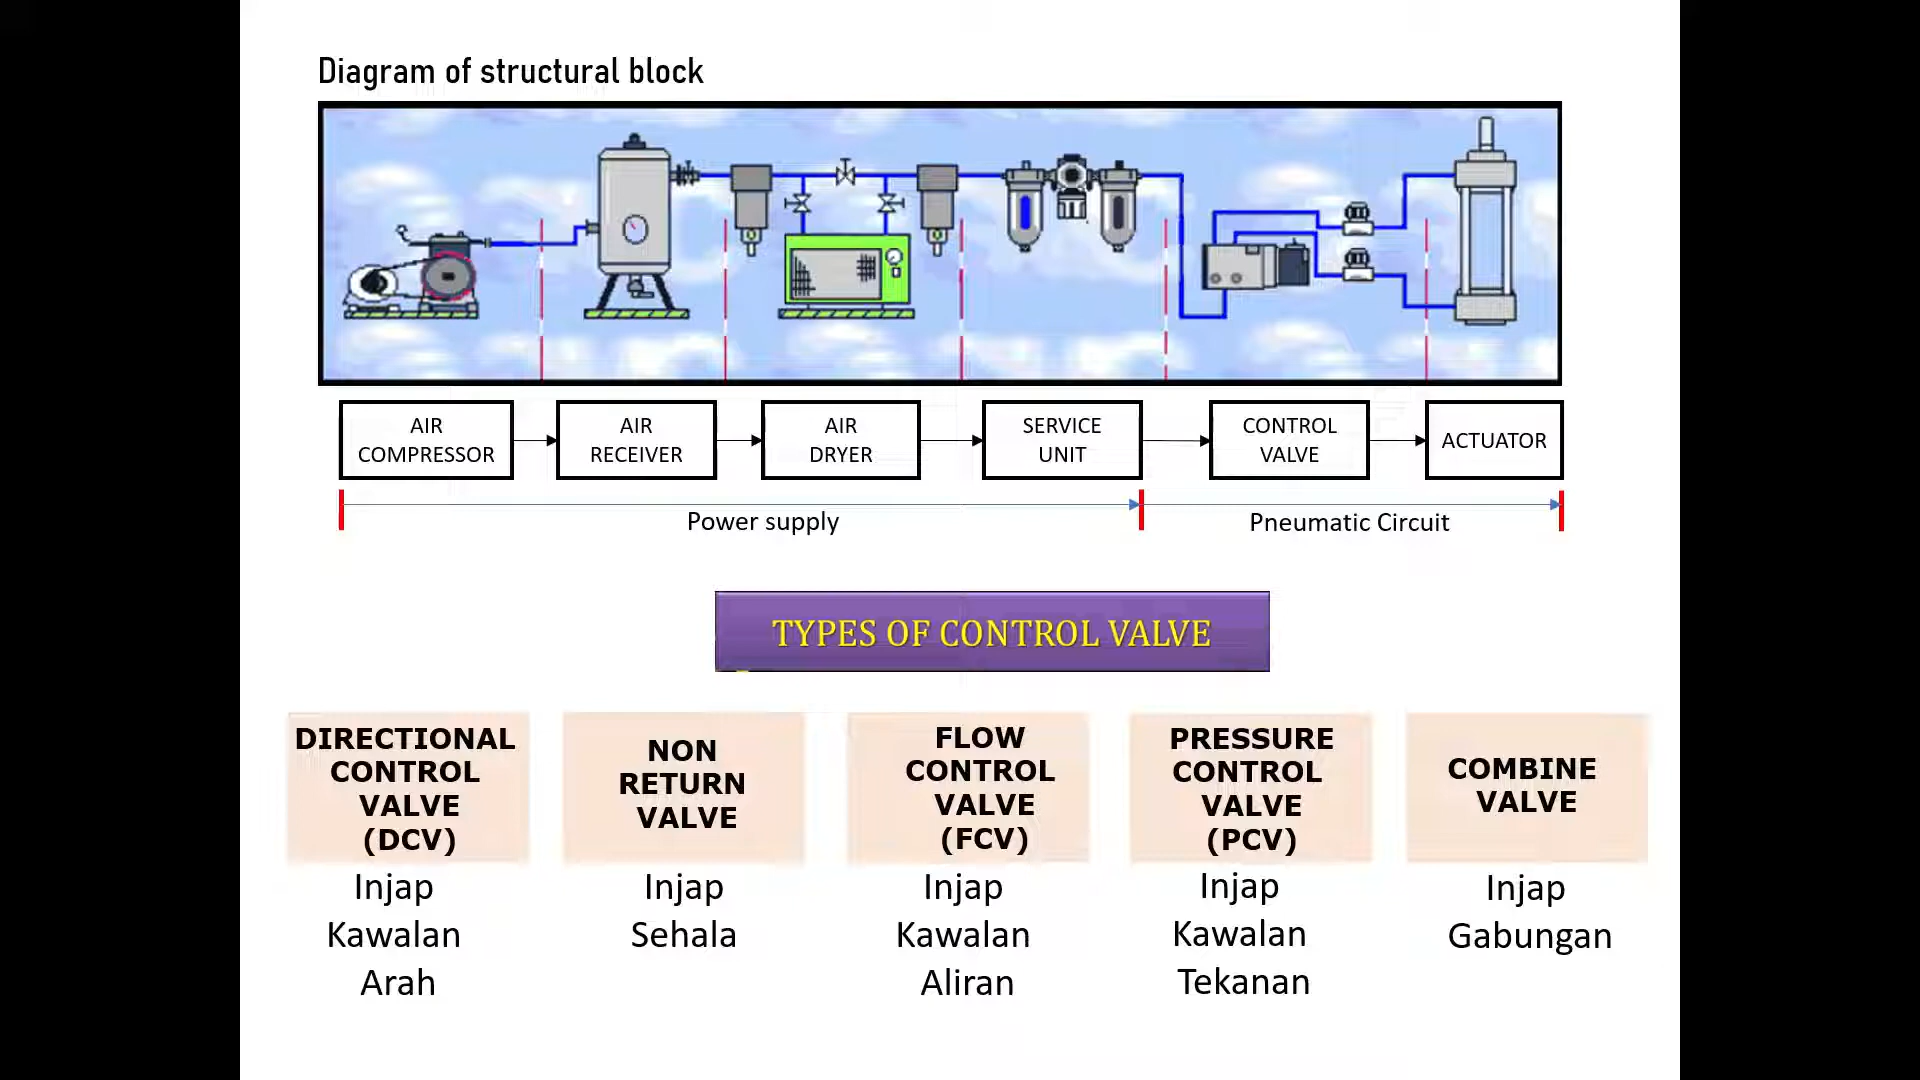 Diagram of structural block
AIR
COMPRESSOR
AIR
RECEIVER
AIR
DRYER
SERVICE
UNIT
CONTROL
VALVE
ACTUATOR
Power supply
Pneumatic Circuit
TYPES OF CONTROL VALVE
DIRECTIONAL
CONTROL
VALVE
(DCV)
Injap
Kawalan
Arah
NON
RETURN
VALVE
Injap
Sehala
FLOW
CONTROL
VALVE
(FCV)
Injap
Kawalan
Aliran
PRESSURE
CONTROL
VALVE
(PCV)
Injap
Kawalan
Tekanan
COMBINE
VALVE
Injap
Gabungan